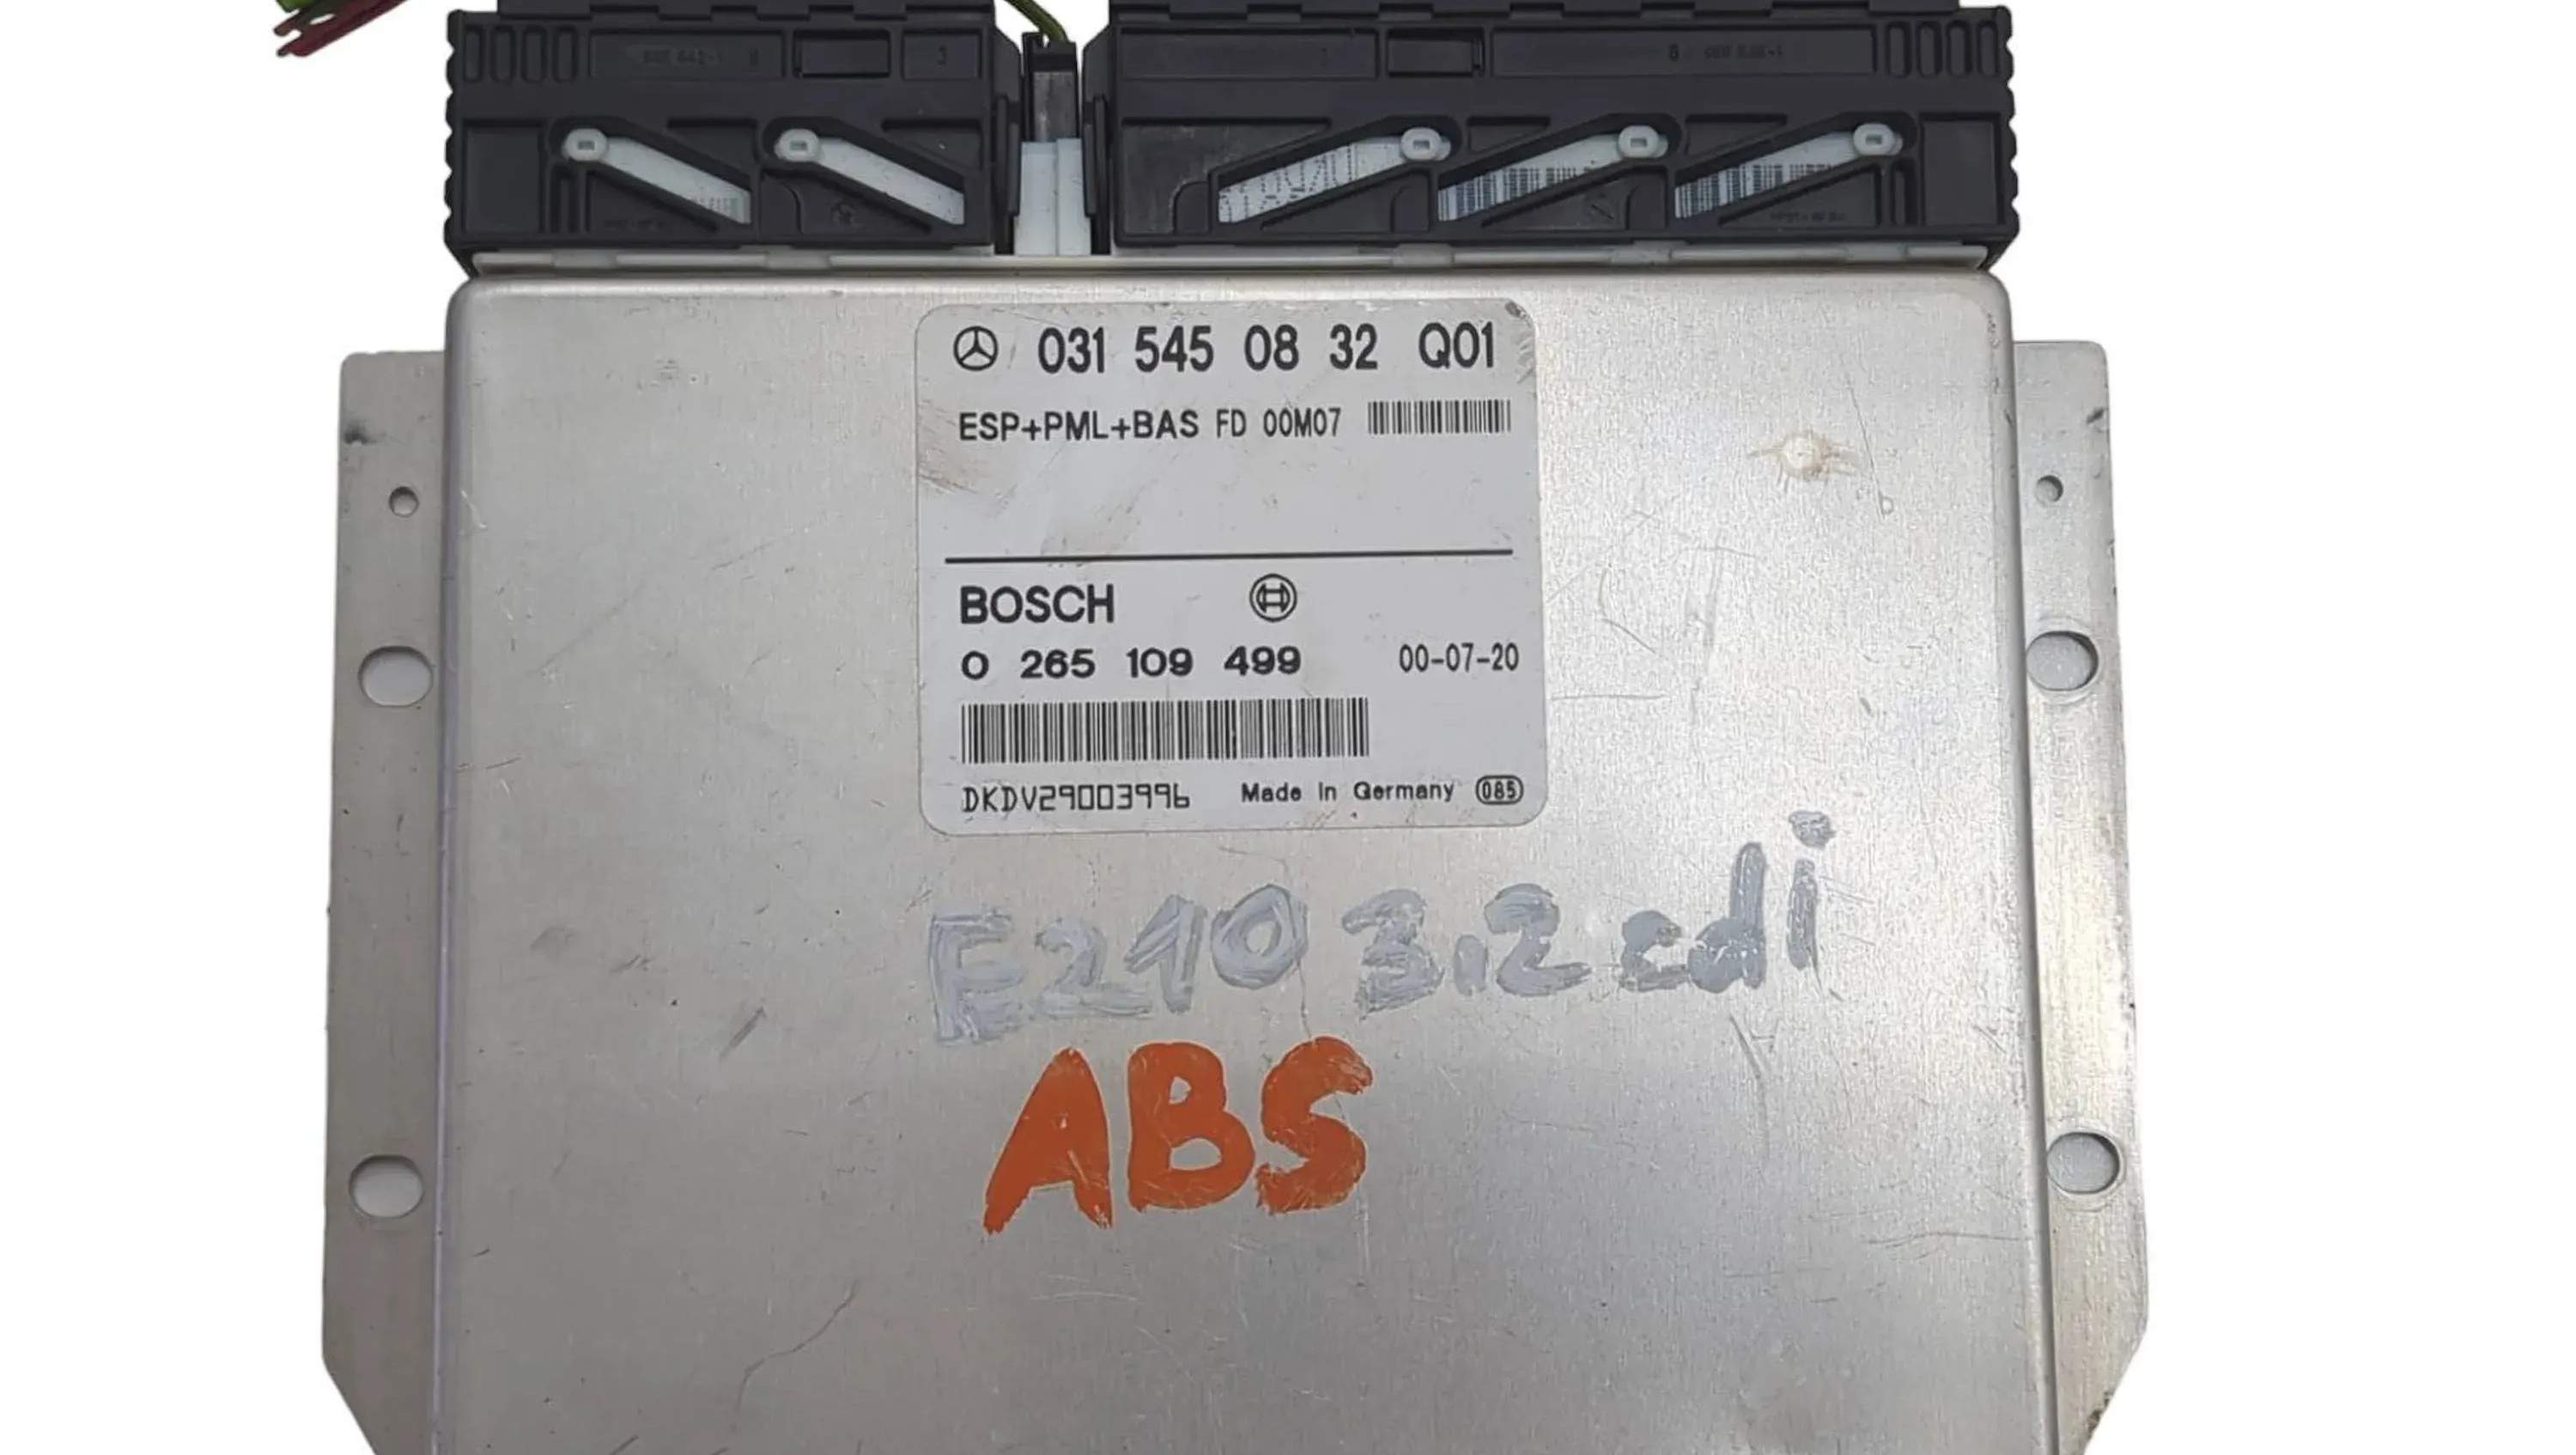 031 545 08 32 Q01
ESP+PML+BAS FD 00M07
BOSCH
0 265 109 499 00-07-20
DKDV29003996 Made In Germany 085
E210 3,2 cdi
ABS